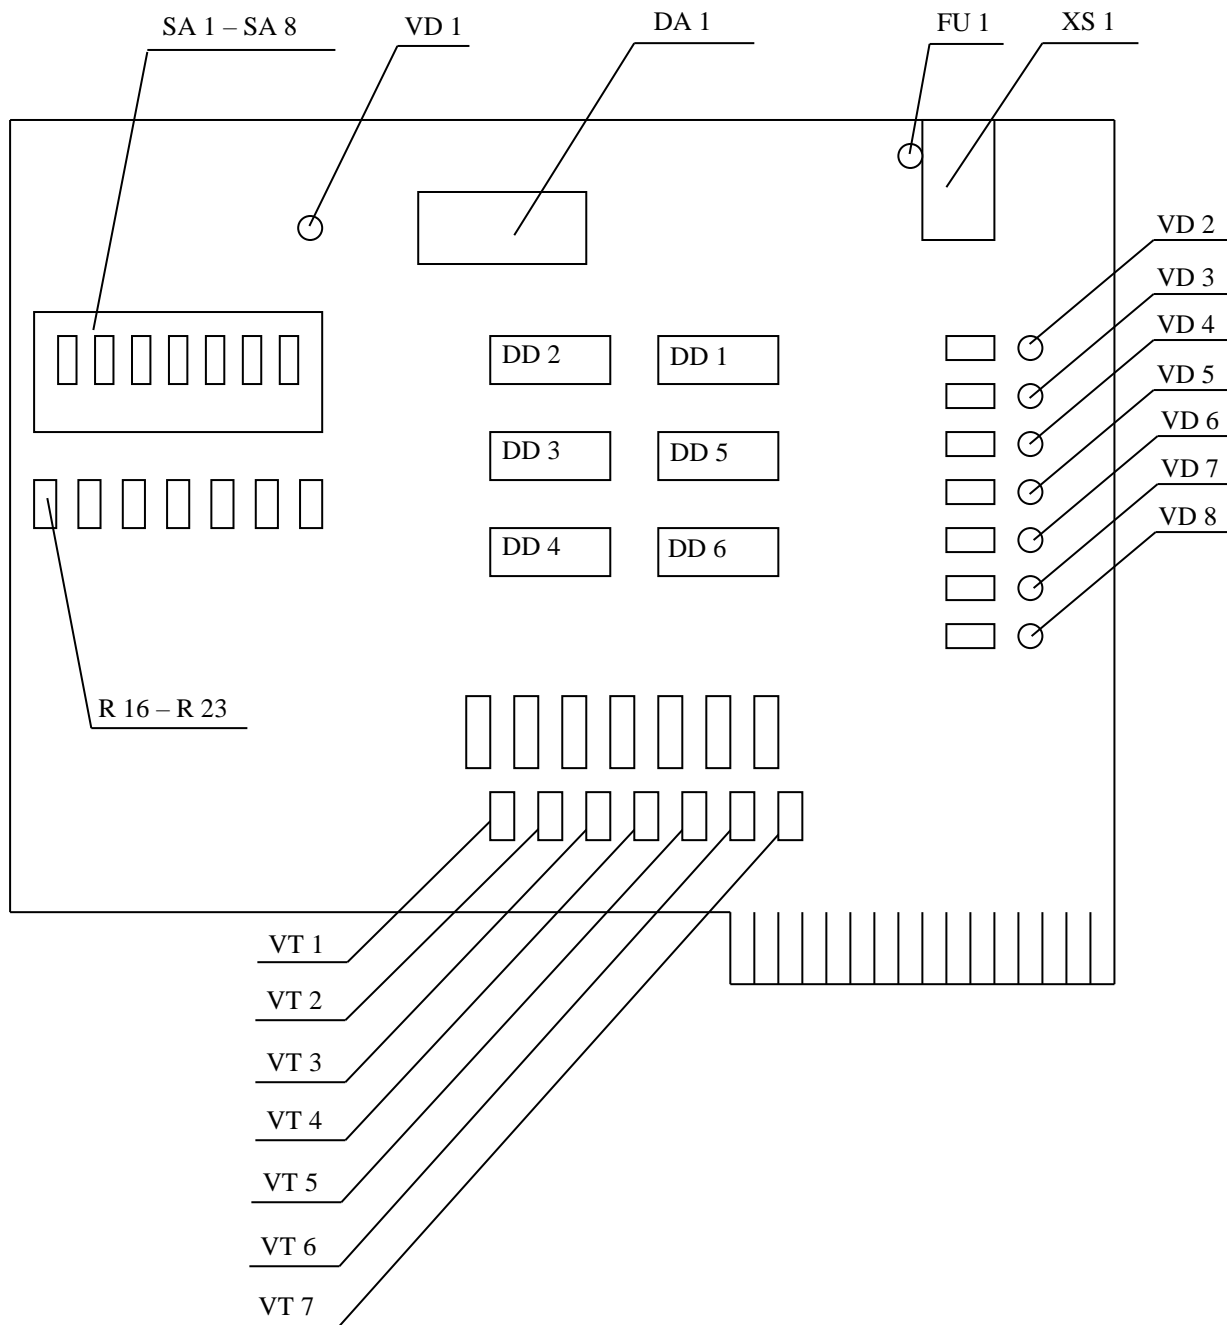 SA 1 – SA 8
VD 1
DA 1
FU 1
XS 1
VD 2
VD 3
VD 4
VD 5
VD 6
VD 7
VD 8
DD 2
DD 1
DD 3
DD 5
DD 4
DD 6
R 16 – R 23
VT 1
VT 2
VT 3
VT 4
VT 5
VT 6
VT 7